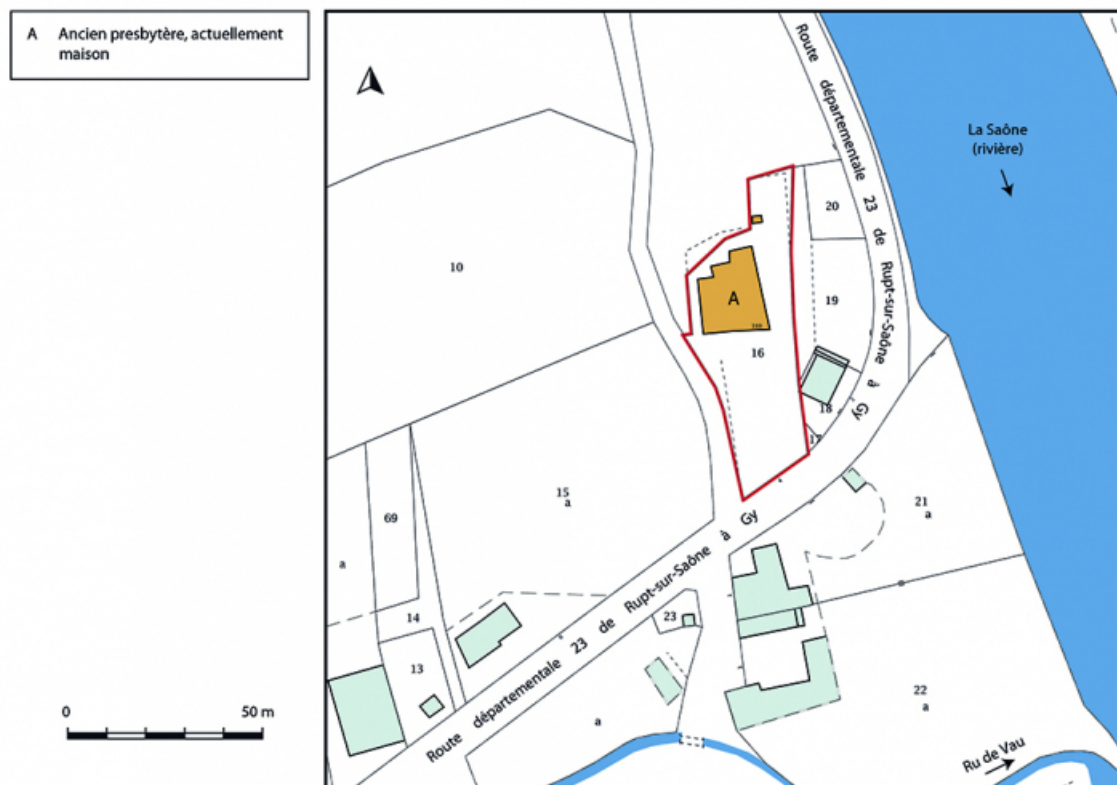 A Ancien presbytère, actuellement
maison
Route départementale 23 de Rupt-sur-Saône à Gy
La Saône
(rivière)
20
10
A
19
16
18
17
15
a
69
21
a
a
14
23
13
Route départementale 23 de Rupt-sur-Saône à Gy
22
a
a
0 50 m
Ru de Vau